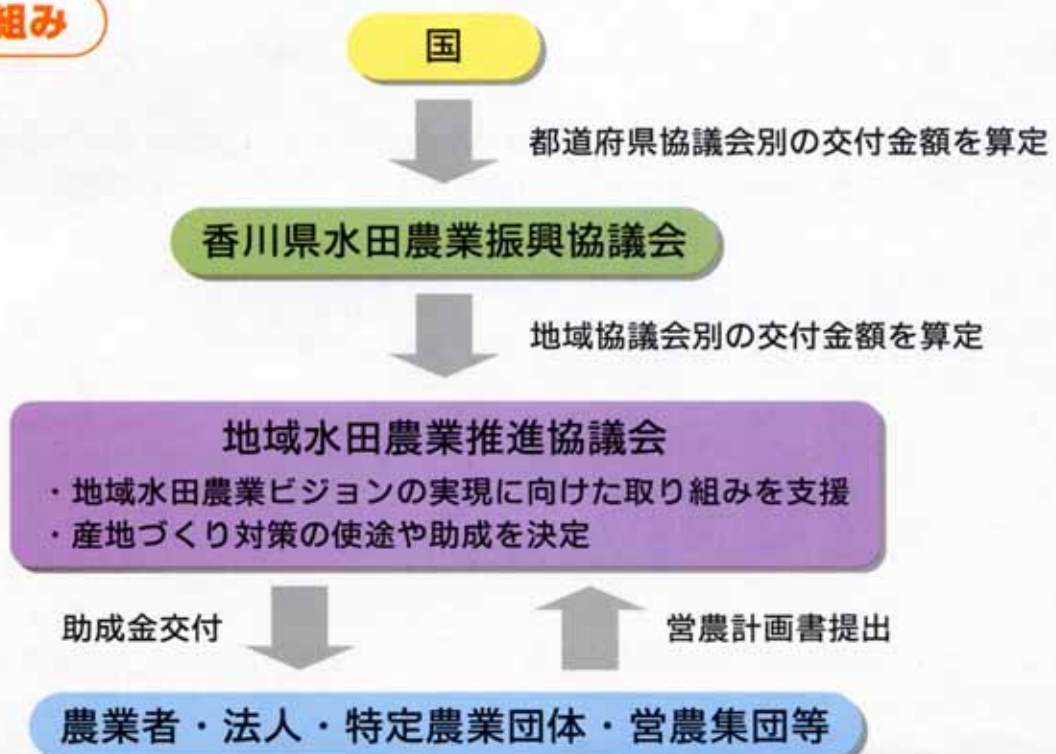 組み
国
都道府県協議会別の交付金額を算定
香川県水田農業振興協議会
地域協議会別の交付金額を算定
地域水田農業推進協議会
・地域水田農業ビジョンの実現に向けた取り組みを支援
・産地づくり対策の使途や助成を決定
助成金交付
営農計画書提出
農業者・法人・特定農業団体・営農集団等